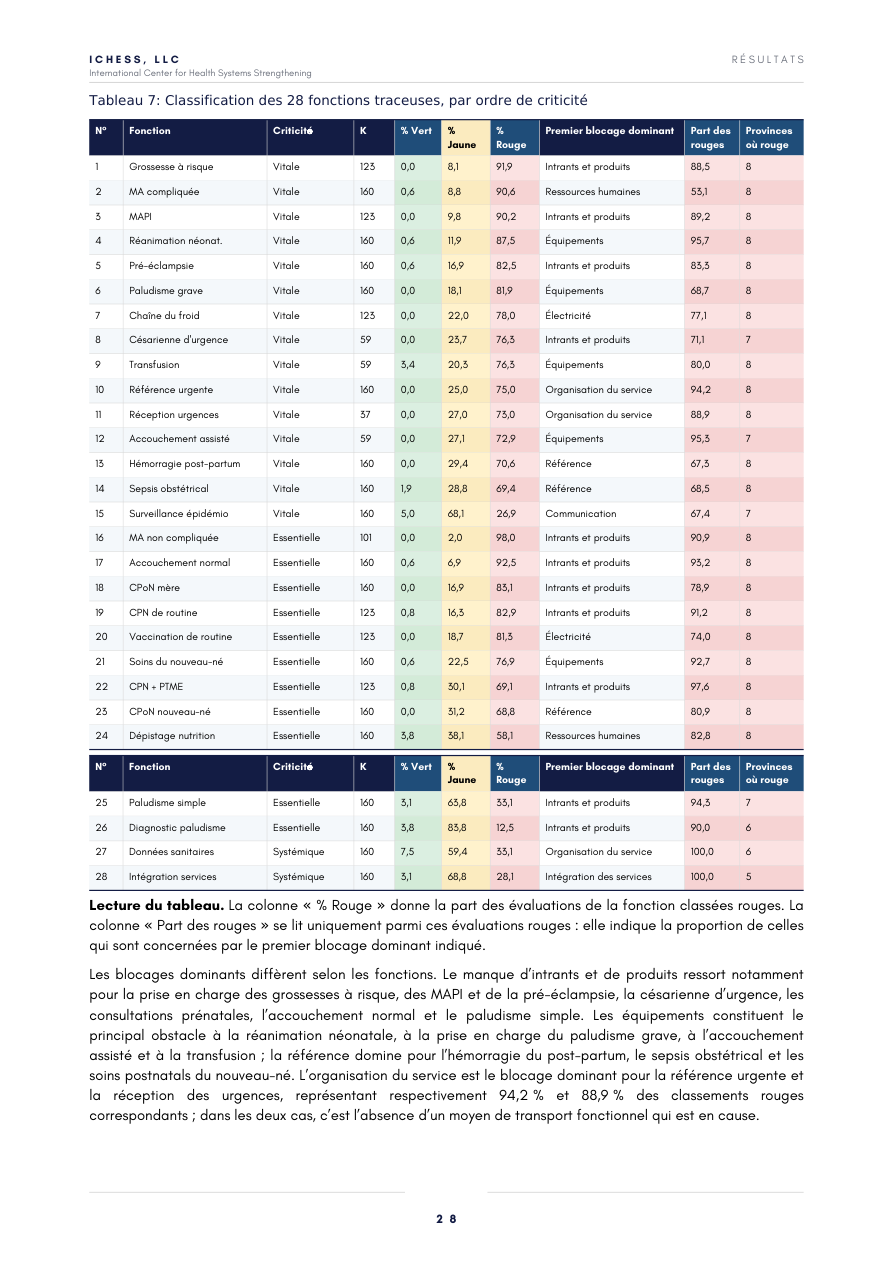 ICHESS, LLC
RÉSULTATS
International Center for Health Systems Strengthening
Tableau 7: Classification des 28 fonctions traceuses, par ordre de criticité
N° Fonction Criticité K % Vert % Jaune % Rouge Premier blocage dominant Part des rouges Provinces où rouge
1 Grossesse à risque Vitale 123 0,0 8,1 91,9 Intrants et produits 88,5 8
2 MA compliquée Vitale 160 0,6 8,8 90,6 Ressources humaines 53,1 8
3 MAPI Vitale 123 0,0 9,8 90,2 Intrants et produits 89,2 8
4 Réanimation néonat. Vitale 160 0,6 11,9 87,5 Équipements 95,7 8
5 Pré-éclampsie Vitale 160 0,6 16,9 82,5 Intrants et produits 83,3 8
6 Paludisme grave Vitale 160 0,0 18,1 81,9 Équipements 68,7 8
7 Chaîne du froid Vitale 123 0,0 22,0 78,0 Électricité 77,1 8
8 Césarienne d'urgence Vitale 59 0,0 23,7 76,3 Intrants et produits 71,1 7
9 Transfusion Vitale 59 3,4 20,3 76,3 Équipements 80,0 8
10 Référence urgente Vitale 160 0,0 25,0 75,0 Organisation du service 94,2 8
11 Réception urgences Vitale 37 0,0 27,0 73,0 Organisation du service 88,9 8
12 Accouchement assisté Vitale 59 0,0 27,1 72,9 Équipements 95,3 7
13 Hémorragie post-partum Vitale 160 0,0 29,4 70,6 Référence 67,3 8
14 Sepsis obstétrical Vitale 160 1,9 28,8 69,4 Référence 68,5 8
15 Surveillance épidémio Vitale 160 5,0 68,1 26,9 Communication 67,4 7
16 MA non compliquée Essentielle 101 0,0 2,0 98,0 Intrants et produits 90,9 8
17 Accouchement normal Essentielle 160 0,6 6,9 92,5 Intrants et produits 93,2 8
18 CPoN mère Essentielle 160 0,0 16,9 83,1 Intrants et produits 78,9 8
19 CPN de routine Essentielle 123 0,8 16,3 82,9 Intrants et produits 91,2 8
20 Vaccination de routine Essentielle 123 0,0 18,7 81,3 Électricité 74,0 8
21 Soins du nouveau-né Essentielle 160 0,6 22,5 76,9 Équipements 92,7 8
22 CPN + PTME Essentielle 123 0,8 30,1 69,1 Intrants et produits 97,6 8
23 CPoN nouveau-né Essentielle 160 0,0 31,2 68,8 Référence 80,9 8
24 Dépistage nutrition Essentielle 160 3,8 38,1 58,1 Ressources humaines 82,8 8
N° Fonction Criticité K % Vert % Jaune % Rouge Premier blocage dominant Part des rouges Provinces où rouge
25 Paludisme simple Essentielle 160 3,1 63,8 33,1 Intrants et produits 94,3 7
26 Diagnostic paludisme Essentielle 160 3,8 83,8 12,5 Intrants et produits 90,0 6
27 Données sanitaires Systémique 160 7,5 59,4 33,1 Organisation du service 100,0 6
28 Intégration services Systémique 160 3,1 68,8 28,1 Intégration des services 100,0 5
Lecture du tableau. La colonne « % Rouge » donne la part des évaluations de la fonction classées rouges. La
colonne « Part des rouges » se lit uniquement parmi ces évaluations rouges : elle indique la proportion de celles
qui sont concernées par le premier blocage dominant indiqué.
Les blocages dominants diffèrent selon les fonctions. Le manque d’intrants et de produits ressort notamment
pour la prise en charge des grossesses à risque, des MAPI et de la pré-éclampsie, la césarienne d’urgence, les
consultations prénatales, l’accouchement normal et le paludisme simple. Les équipements constituent le
principal obstacle à la réanimation néonatale, à la prise en charge du paludisme grave, à l’accouchement
assisté et à la transfusion ; la référence domine pour l’hémorragie du post-partum, le sepsis obstétrical et les
soins postnatals du nouveau-né. L’organisation du service est le blocage dominant pour la référence urgente et
la réception des urgences, représentant respectivement 94,2 % et 88,9 % des classements rouges
correspondants ; dans les deux cas, c’est l’absence d’un moyen de transport fonctionnel qui est en cause.
28